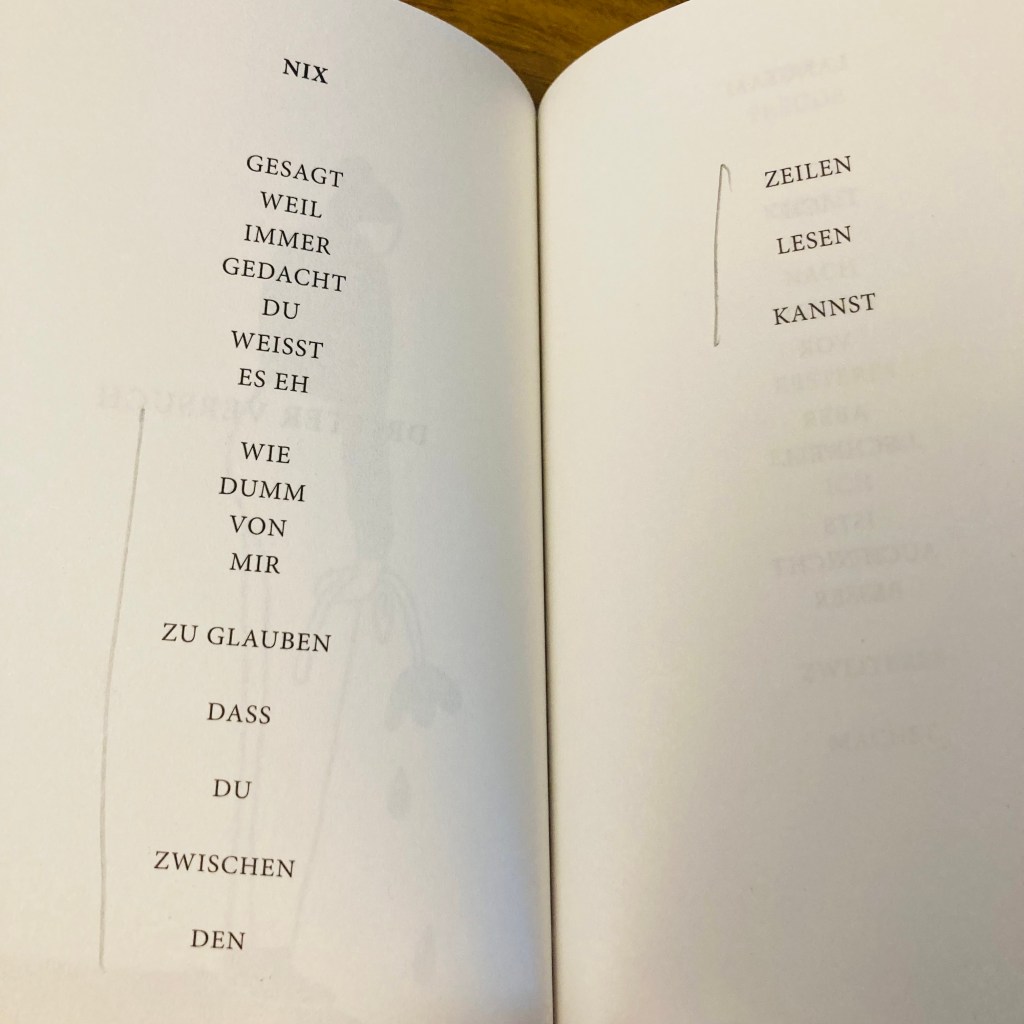 NIX
GESAGT
WEIL
IMMER
GEDACHT
DU
WEISST
ES EH
WIE
DUMM
VON
MIR
ZU GLAUBEN
DASS
DU
ZWISCHEN
DEN
ZEILEN
LESEN
KANNST